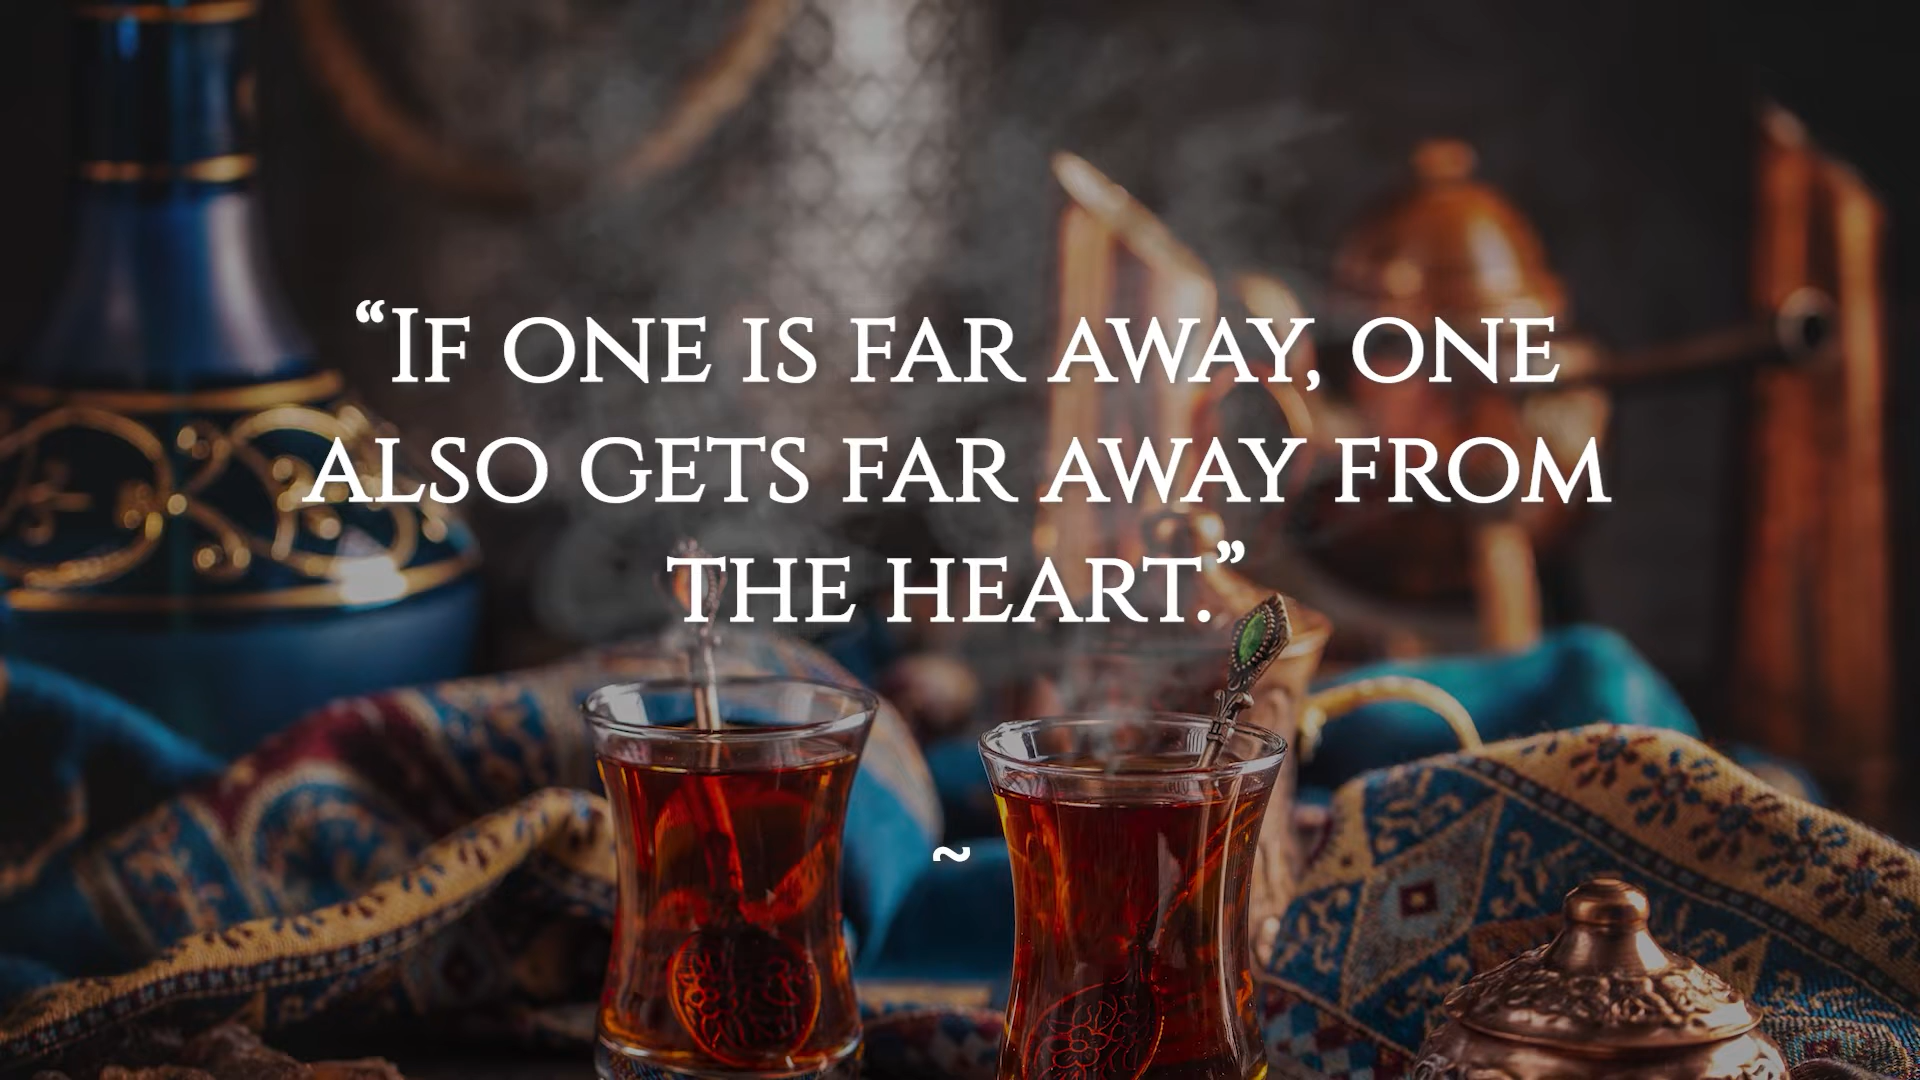 “If one is far away, one
also gets far away from
the heart.”
~